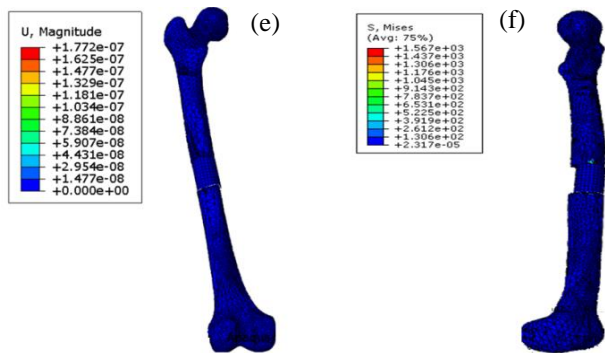 (e)
U, Magnitude
+1.772e-07
+1.625e-07
+1.477e-07
+1.329e-07
+1.181e-07
+1.034e-07
+8.861e-08
+7.384e-08
+5.907e-08
+4.431e-08
+2.954e-08
+1.477e-08
+0.000e+00
(f)
S, Mises
(Avg: 75%)
+1.567e+03
+1.437e+03
+1.306e+03
+1.176e+03
+1.045e+03
+9.143e+02
+7.837e+02
+6.531e+02
+5.225e+02
+3.919e+02
+2.612e+02
+1.306e+02
+2.317e-05